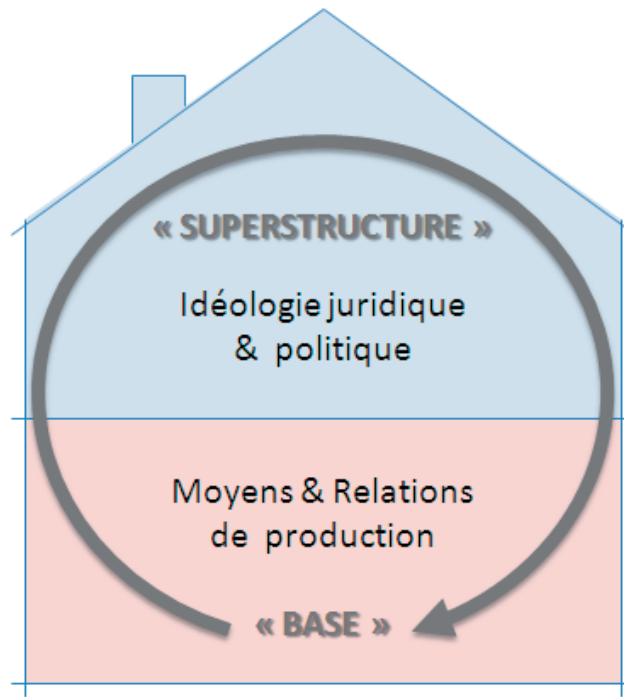 « SUPERSTRUCTURE »
Idéologie juridique
& politique
Moyens & Relations
de production
« BASE »